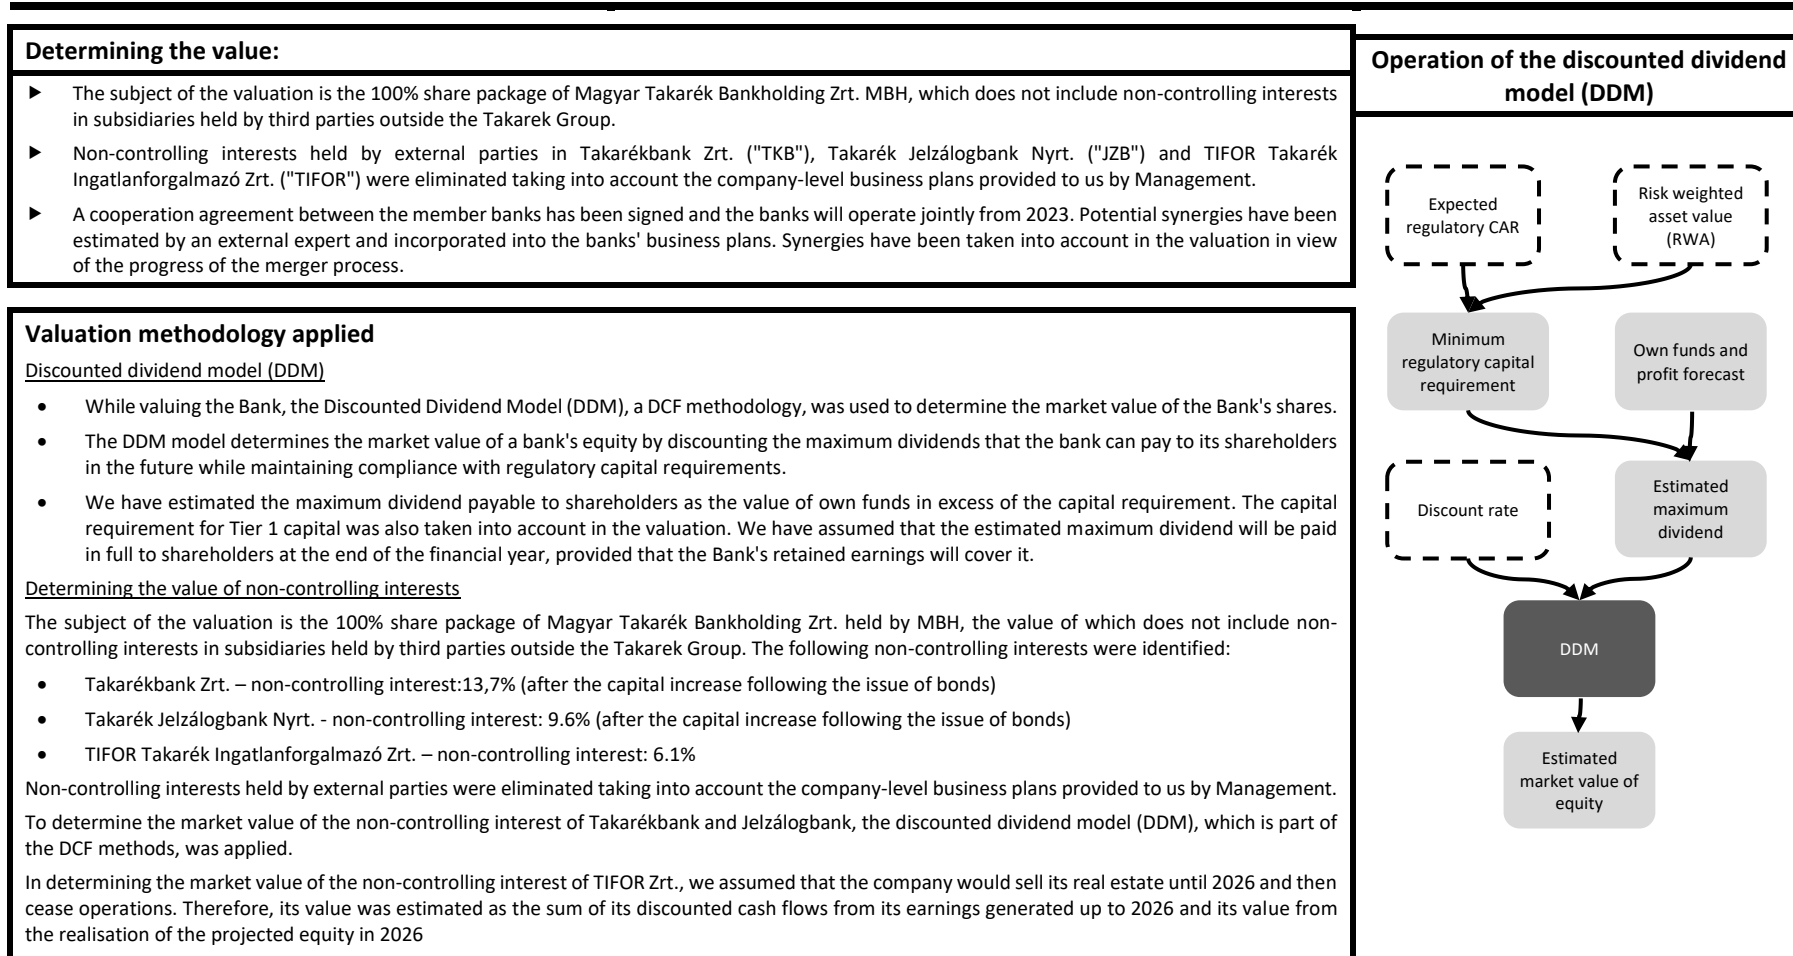 Determining the value:
The subject of the valuation is the 100% share package of Magyar Takarék Bankholding Zrt. MBH, which does not include non-controlling interests
in subsidiaries held by third parties outside the Takarek Group.
Non-controlling interests held by external parties in Takarékbank Zrt. ("TKB"), Takarék Jelzálogbank Nyrt. ("JZB") and TIFOR Takarék
Ingatlanforgalmazó Zrt. ("TIFOR") were eliminated taking into account the company-level business plans provided to us by Management.
A cooperation agreement between the member banks has been signed and the banks will operate jointly from 2023. Potential synergies have been
estimated by an external expert and incorporated into the banks' business plans. Synergies have been taken into account in the valuation in view
of the progress of the merger process.
Valuation methodology applied
Discounted dividend model (DDM)
• While valuing the Bank, the Discounted Dividend Model (DDM), a DCF methodology, was used to determine the market value of the Bank's shares.
• The DDM model determines the market value of a bank's equity by discounting the maximum dividends that the bank can pay to its shareholders
in the future while maintaining compliance with regulatory capital requirements.
• We have estimated the maximum dividend payable to shareholders as the value of own funds in excess of the capital requirement. The capital
requirement for Tier 1 capital was also taken into account in the valuation. We have assumed that the estimated maximum dividend will be paid
in full to shareholders at the end of the financial year, provided that the Bank's retained earnings will cover it.
Determining the value of non-controlling interests
The subject of the valuation is the 100% share package of Magyar Takarék Bankholding Zrt. held by MBH, the value of which does not include non-
controlling interests in subsidiaries held by third parties outside the Takarek Group. The following non-controlling interests were identified:
• Takarékbank Zrt. – non-controlling interest:13,7% (after the capital increase following the issue of bonds)
• Takarék Jelzálogbank Nyrt. - non-controlling interest: 9.6% (after the capital increase following the issue of bonds)
• TIFOR Takarék Ingatlanforgalmazó Zrt. – non-controlling interest: 6.1%
Non-controlling interests held by external parties were eliminated taking into account the company-level business plans provided to us by Management.
To determine the market value of the non-controlling interest of Takarékbank and Jelzálogbank, the discounted dividend model (DDM), which is part of
the DCF methods, was applied.
In determining the market value of the non-controlling interest of TIFOR Zrt., we assumed that the company would sell its real estate until 2026 and then
cease operations. Therefore, its value was estimated as the sum of its discounted cash flows from its earnings generated up to 2026 and its value from
the realisation of the projected equity in 2026
Operation of the discounted dividend
model (DDM)
Expected
regulatory CAR
Risk weighted
asset value
(RWA)
Minimum
regulatory capital
requirement
Own funds and
profit forecast
Discount rate
Estimated
maximum
dividend
DDM
Estimated
market value of
equity